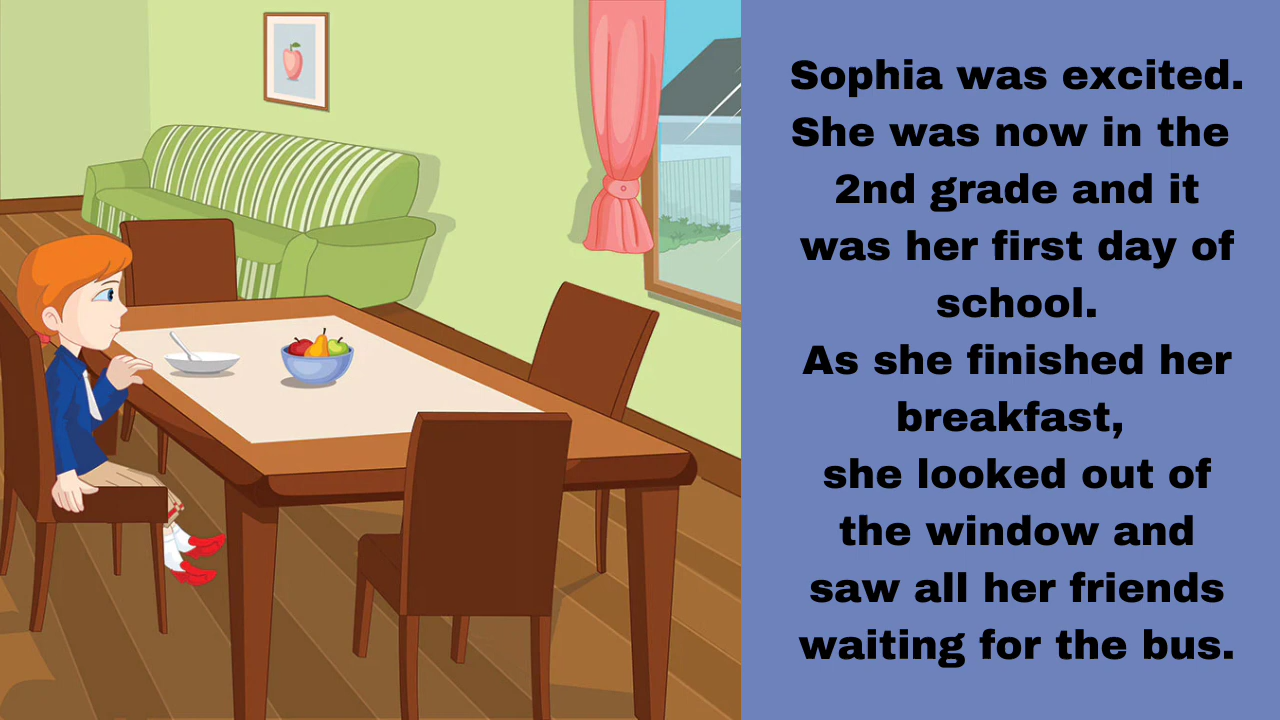 Sophia was excited.
She was now in the
2nd grade and it
was her first day of
school.
As she finished her
breakfast,
she looked out of
the window and
saw all her friends
waiting for the bus.